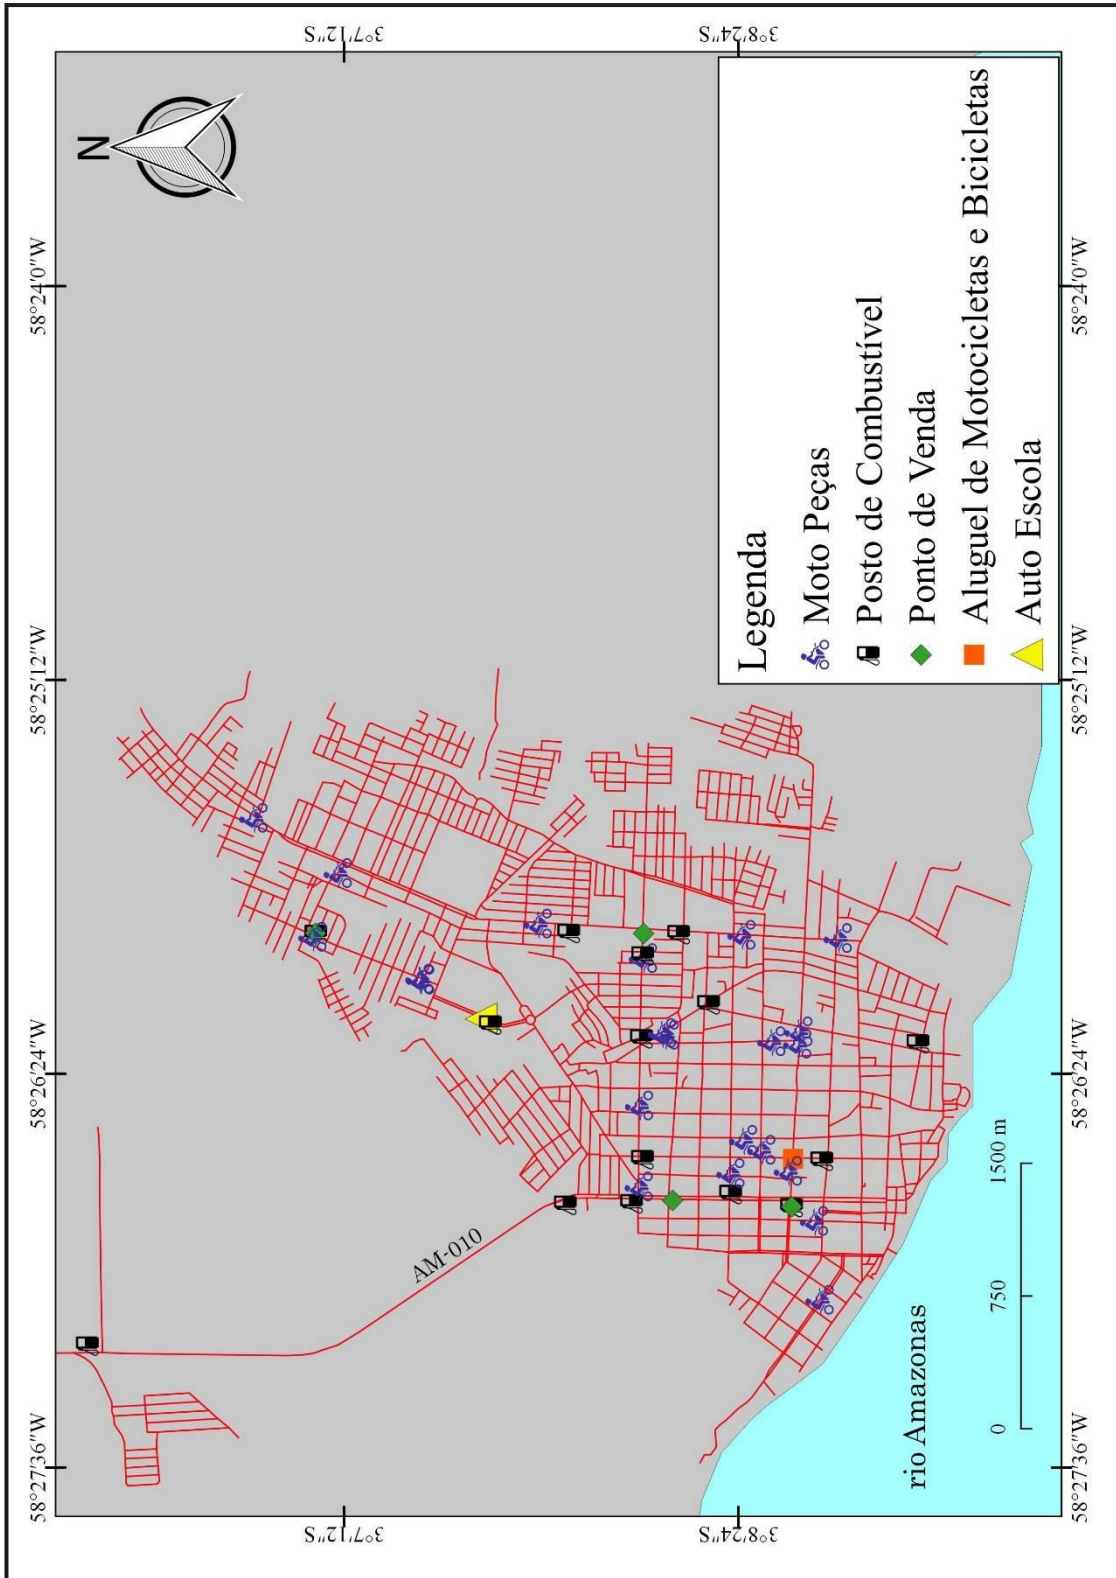 58°27'36"W
58°26'24"W
58°25'12"W
58°24'0"W
N
3°7'12"S
3°7'12"S
AM-010
3°8'24"S
3°8'24"S
Legenda
Moto Peças
Posto de Combustível
Ponto de Venda
Aluguel de Motocicletas e Bicicletas
Auto Escola
rio Amazonas
0 750 1500 m
58°27'36"W
58°26'24"W
58°25'12"W
58°24'0"W